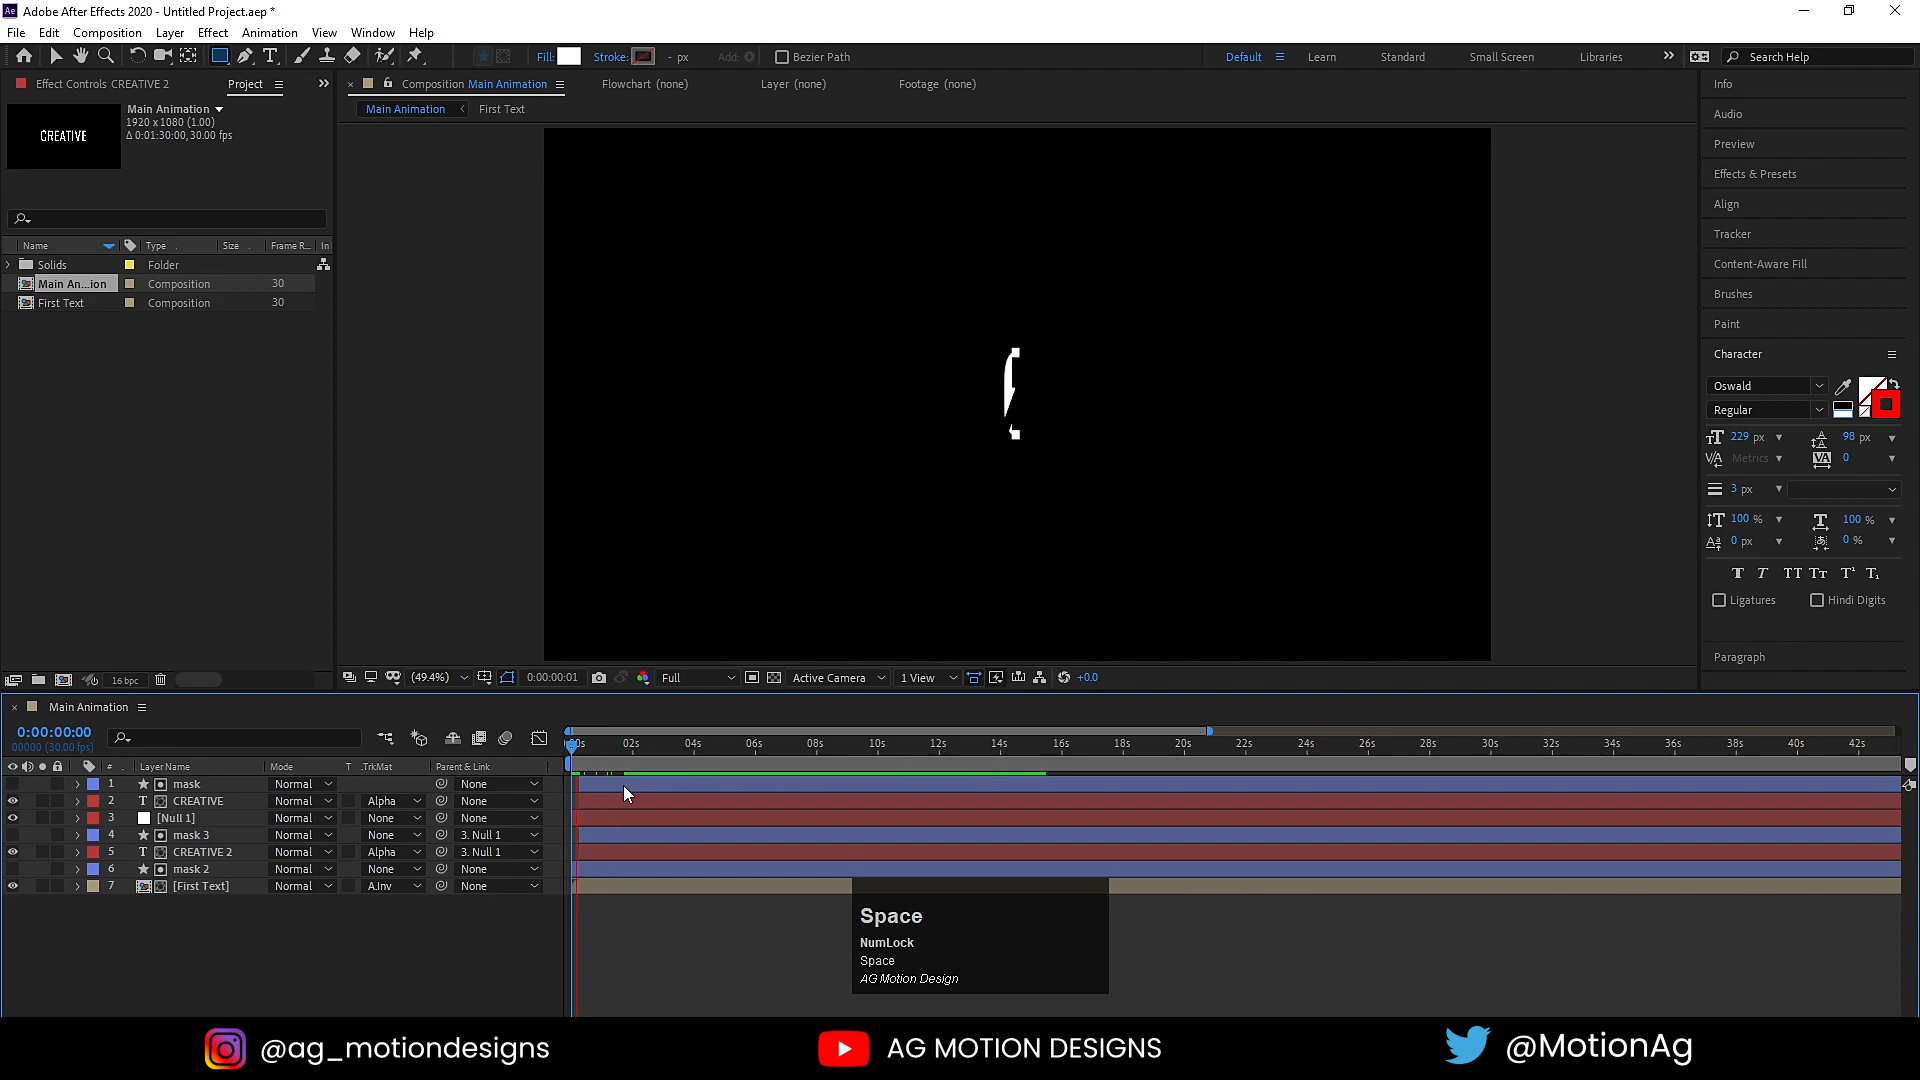 Adobe After Effects 2020 - Untitled Project.aep *
File Edit Composition Layer Effect Animation View Window Help
Fill: Stroke: - px Add: Bezier Path Default Learn Standard Small Screen Libraries Search Help
Effect Controls CREATIVE 2 Project
Composition Main Animation Flowchart (none) Layer (none) Footage (none)
Main Animation First Text
Main Animation
1920 x 1080 (1.00)
Δ 0:01:30:00, 30.00 fps
CREATIVE
Name Type Size Frame R... In
Solids Folder
Main An...ion Composition 30
First Text Composition 30
16 bpc
(49.4%) 0:00:00:01 Full Active Camera 1 View +0.0
Info
Audio
Preview
Effects & Presets
Align
Tracker
Content-Aware Fill
Brushes
Paint
Character
Oswald
Regular
229 px 98 px
Metrics 0
3 px
100 % 100 %
0 px 0 %
T T TT Tт T¹ T₁
Ligatures Hindi Digits
Paragraph
Main Animation
0:00:00:00
00000 (30.00 fps)
02s 04s 06s 08s 10s 12s 14s 16s 18s 20s 22s 24s 26s 28s 30s 32s 34s 36s 38s 40s 42s
# Layer Name Mode T .TrkMat Parent & Link
1 mask Normal None
2 T CREATIVE Normal Alpha None
3 [Null 1] Normal None None
4 mask 3 Normal None 3. Null 1
5 T CREATIVE 2 Normal Alpha 3. Null 1
6 mask 2 Normal None None
7 [First Text] Normal A.Inv None
Space
NumLock
Space
AG Motion Design
@ag_motiondesigns AG MOTION DESIGNS @MotionAg